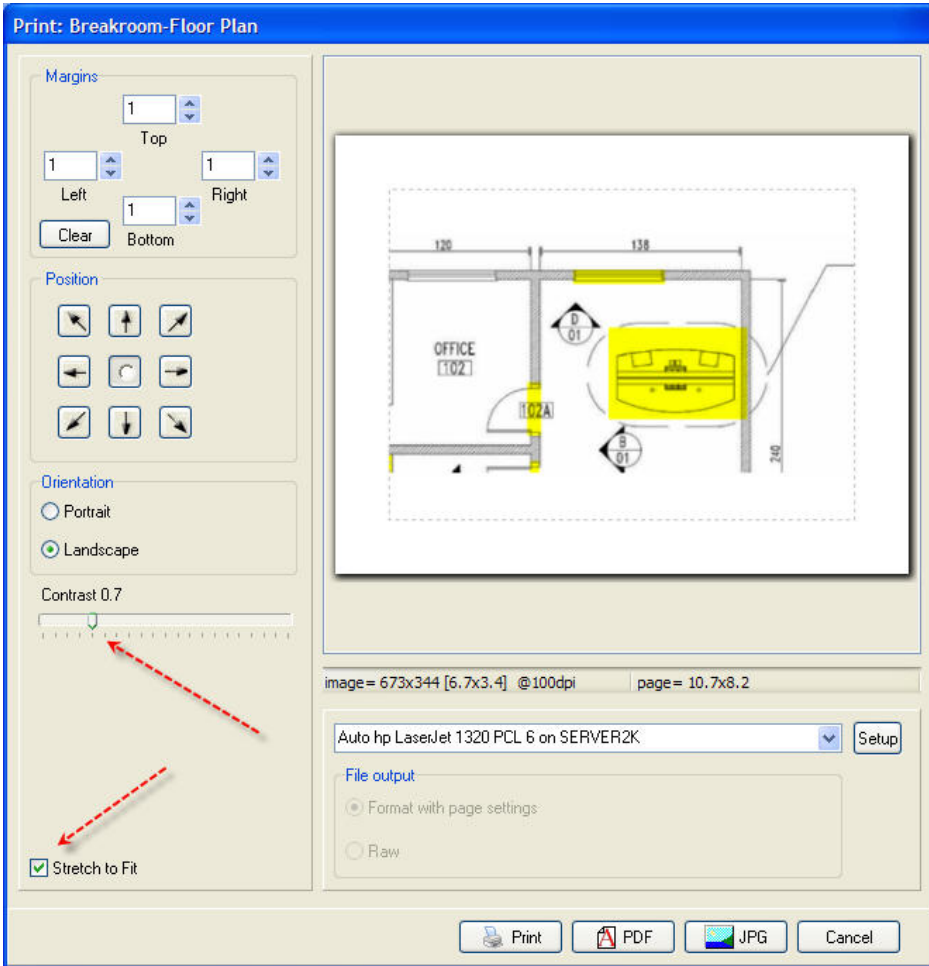 Print: Breakroom-Floor Plan
Margins
1
Top
1
1
Left
Right
1
Clear
Bottom
Position
Orientation
Portrait
Landscape
Contrast 0.7
Stretch to Fit
120
138
D
01
OFFICE
102
102A
B
01
240
image= 673x344 [6.7x3.4] @100dpi
page= 10.7x8.2
Auto hp LaserJet 1320 PCL 6 on SERVER2K
Setup
File output
Format with page settings
Raw
Print
PDF
JPG
Cancel